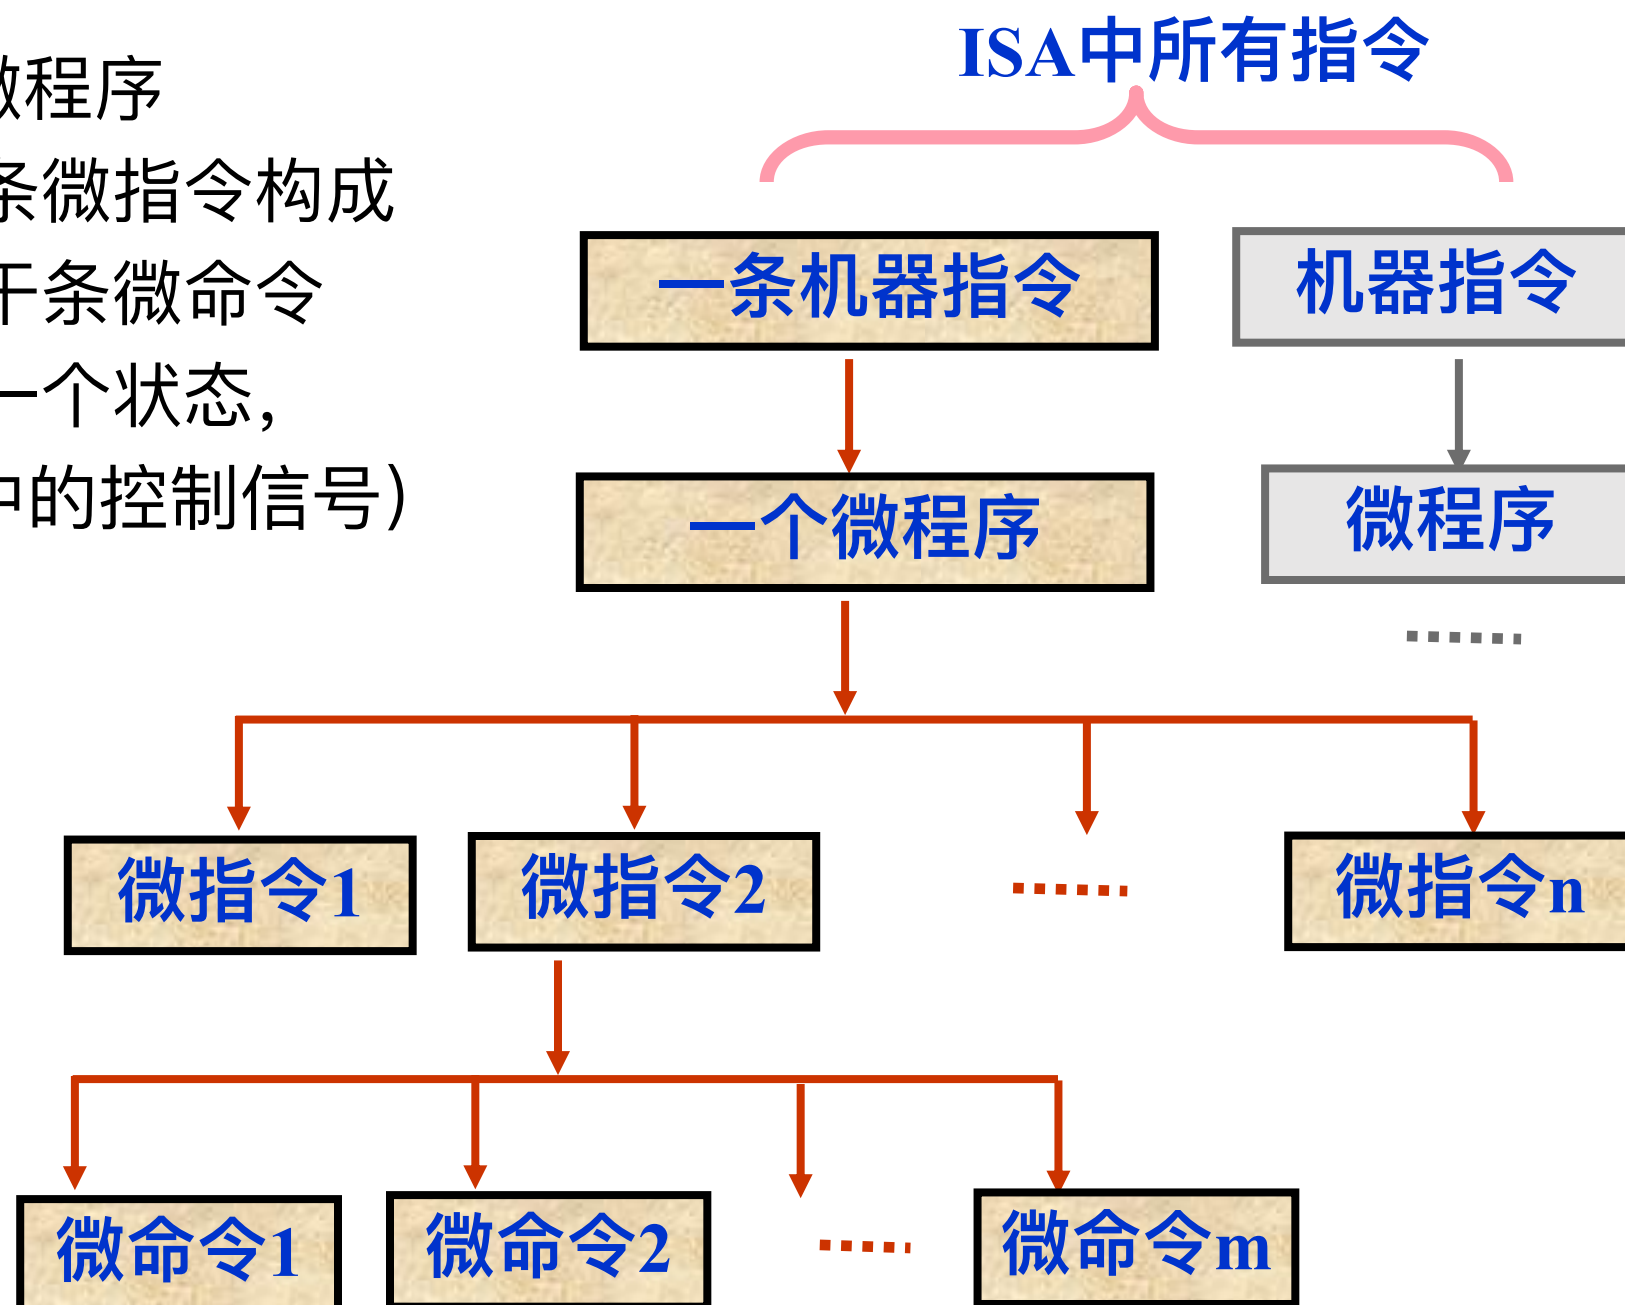 ISA中所有指令
微程序
条微指令构成
干条微命令
一个状态，
中的控制信号）
一条机器指令
机器指令
一个微程序
微程序
微指令1
微指令2
微指令n
微命令1
微命令2
微命令m